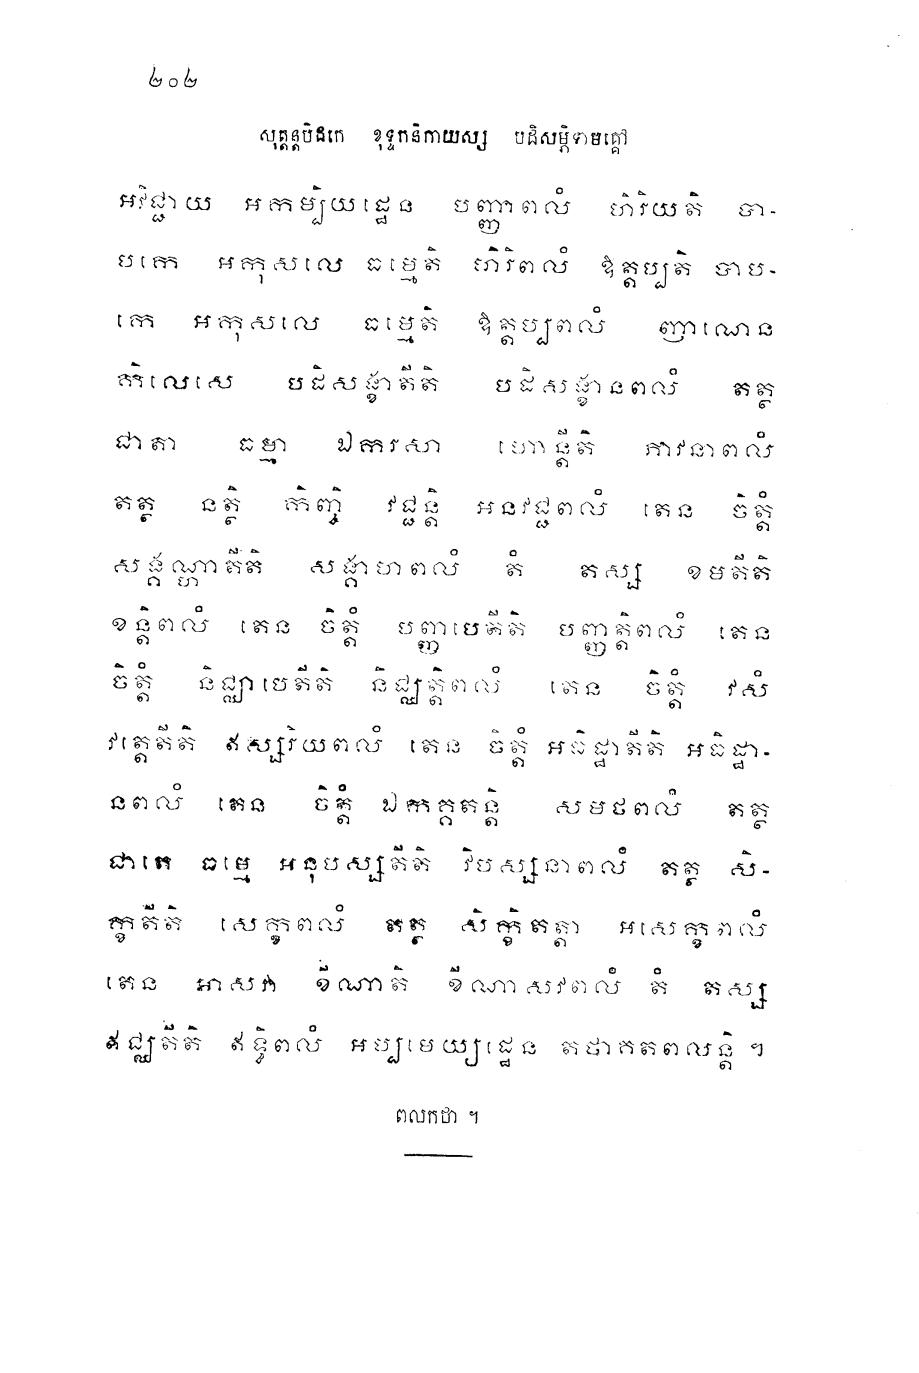 ២០២
សុត្តន្តបិដកេ ខុទ្ទកនិកាយស្ស បដិសម្ភិទាមគ្គោ
អវិជ្ជាយ អកម្បិយដ្ឋេន បញ្ញាពលំ ហិរិយតិ បា-
បកេ អកុសលេ ធម្មេតិ ហិរិពលំ ឱត្តប្បតិ បាប-
កេ អកុសលេ ធម្មេតិ ឱត្តប្បពលំ ញាណេន
កិលេសេ បដិសង្ខាតីតិ បដិសង្ខានពលំ តត្ថ
ជាតា ធម្មា ឯករសា ហោន្តីតិ ភាវនាពលំ
តត្ថ នត្ថិ កិញ្ចិ វជ្ជន្តិ អនវជ្ជពលំ តេន ចិត្តំ
សង្គណ្ហាតីតិ សង្គាហពលំ តំ តស្ស ខមតីតិ
ខន្តិពលំ តេន ចិត្តំ បញ្ញាបេតីតិ បញ្ញត្តិពលំ តេន
ចិត្តំ និជ្ឈាបេតីតិ និជ្ឈត្តិពលំ តេន ចិត្តំ វសំ
វត្តេតីតិ ឥស្សរិយពលំ តេន ចិត្តំ អធិដ្ឋាតីតិ អធិដ្ឋា-
នពលំ តេន ចិត្តំ ឯកគ្គតន្តិ សមថពលំ តត្ថ
ជាតេ ធម្មេ អនុបស្សតីតិ វិបស្សនាពលំ តត្ថ សិ-
ក្ខតីតិ សេក្ខពលំ តត្ថ សិក្ខិតត្តា អសេក្ខពលំ
តេន អាសវា ខីណាតិ ខីណាសវពលំ តំ តស្ស
ឥជ្ឈតីតិ ឥទ្ធិពលំ អប្បមេយ្យដ្ឋេន តថាគតពលន្តិ ។
ពលកថា ។